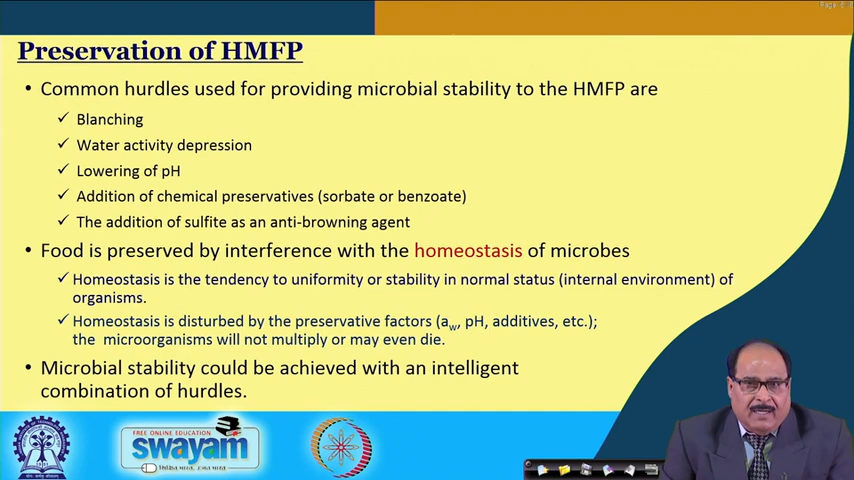 Preservation of HMFP
• Common hurdles used for providing microbial stability to the HMFP are
✓ Blanching
✓ Water activity depression
✓ Lowering of pH
✓ Addition of chemical preservatives (sorbate or benzoate)
✓ The addition of sulfite as an anti-browning agent
• Food is preserved by interference with the homeostasis of microbes
✓ Homeostasis is the tendency to uniformity or stability in normal status (internal environment) of
organisms.
✓ Homeostasis is disturbed by the preservative factors (aw, pH, additives, etc.);
the microorganisms will not multiply or may even die.
• Microbial stability could be achieved with an intelligent
combination of hurdles.
FREE ONLINE EDUCATION
swayam
शिक्षित भारत, उन्नत भारत